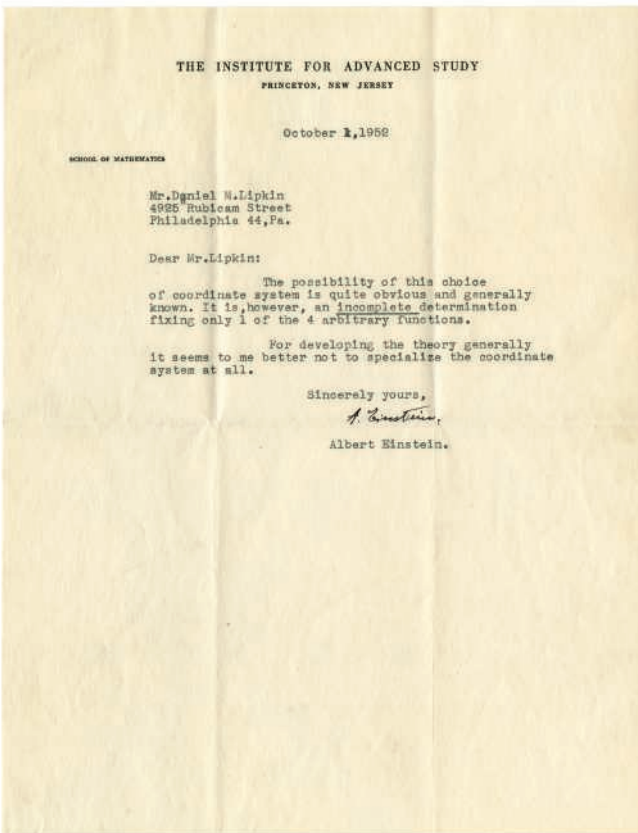 THE INSTITUTE FOR ADVANCED STUDY
PRINCETON, NEW JERSEY
October 1,1952
SCHOOL OF MATHEMATICS
Mr.Daniel M.Lipkin
4925 Rubicam Street
Philadelphia 44,Pa.
Dear Mr.Lipkin:
The possibility of this choice
of coordinate system is quite obvious and generally
known. It is,however, an incomplete determination
fixing only 1 of the 4 arbitrary functions.
For developing the theory generally
it seems to me better not to specialize the coordinate
system at all.
Sincerely yours,
A. Einstein.
Albert Einstein.